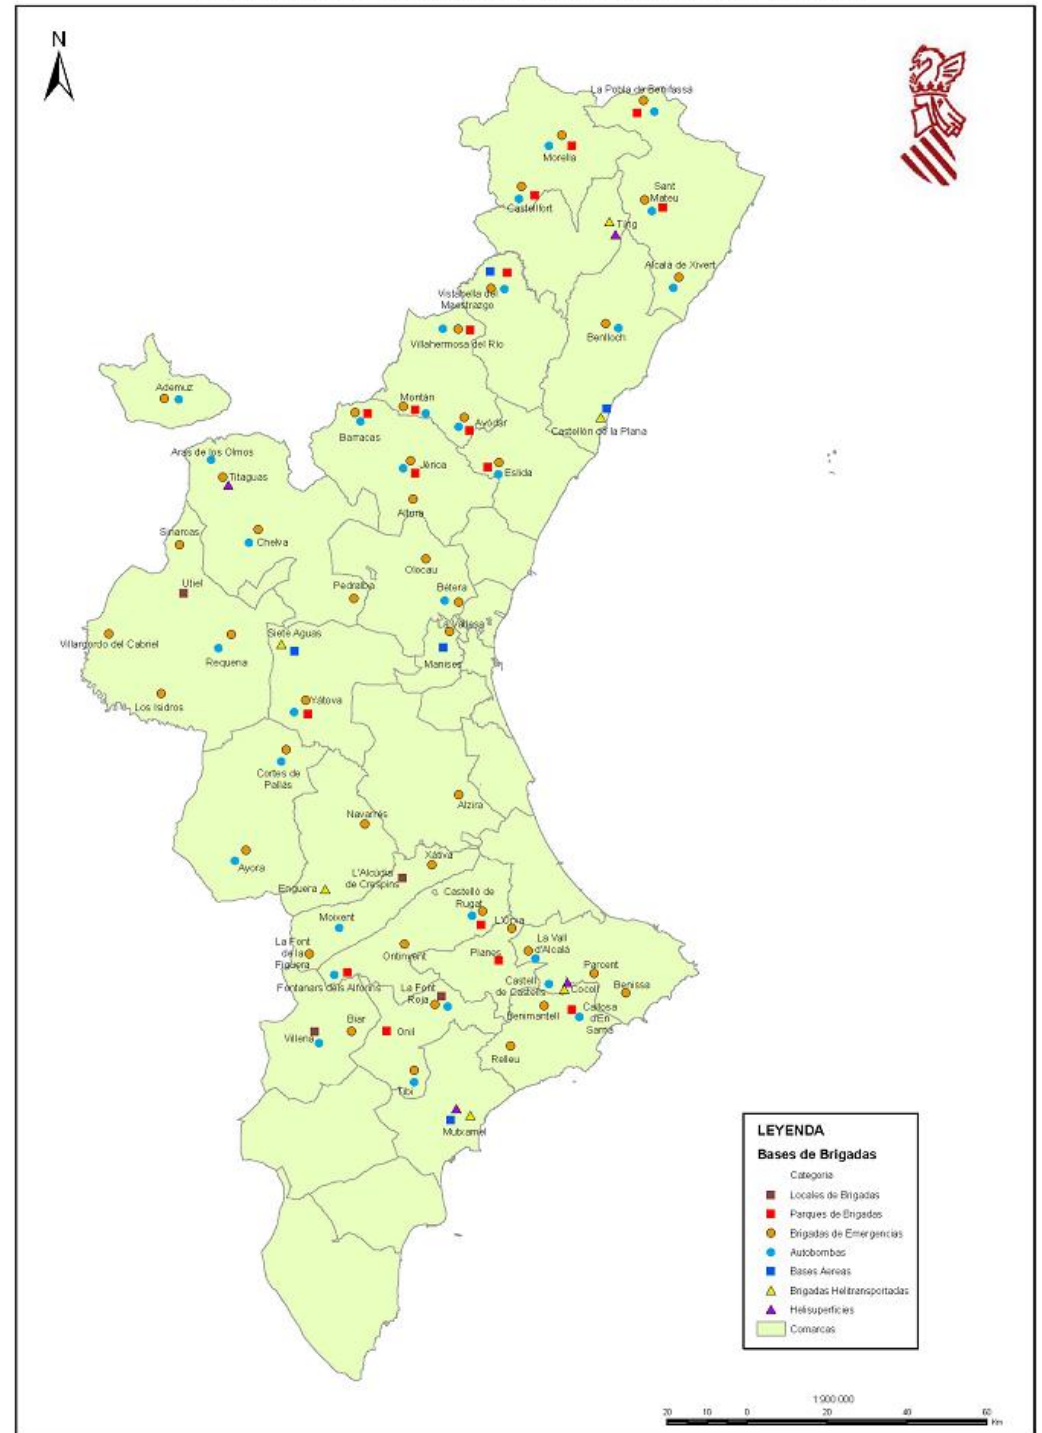 N
La Pobla de Benifassà
Morella
Castellfort
Sant
Mateu
Tírig
Alcalà de Xivert
Vistabella del
Maestrazgo
Villahermosa del Río
Benlloch
Ademuz
Montán
Barracas
Ayódar
Castellón de la Plana
Aras de los Olmos
Titaguas
Jérica
Eslida
Altura
Sinarcas
Chelva
Olocau
Utiel
Pedralba
Bétera
La Vallesa
Villargordo del Cabriel
Siete Aguas
Requena
Manises
Los Isidros
Yátova
Cortes de
Pallás
Alzira
Navarrés
Ayora
Xàtiva
L'Alcúdia
de Crespins
Enguera
Castelló de
Rugat
Moixent
L'Orxa
La Font
de la
Figuera
Ontinyent
La Vall
d'Alcalà
Planes
Fontanars dels Alforins
Parcent
Castell
de Castells
Cocoll
Benissa
La Font
Roja
Benimantell
Callosa
d'En
Sarrià
Biar
Villena
Onil
Relleu
Tibi
Mutxamel
LEYENDA
Bases de Brigadas
Categoria
Locales de Brigadas
Parques de Brigadas
Brigadas de Emergencias
Autobombas
Bases Aereas
Brigadas Helitransportadas
Helisuperficies
Comarcas
1:900.000
20 10 0 20 40 60
Km